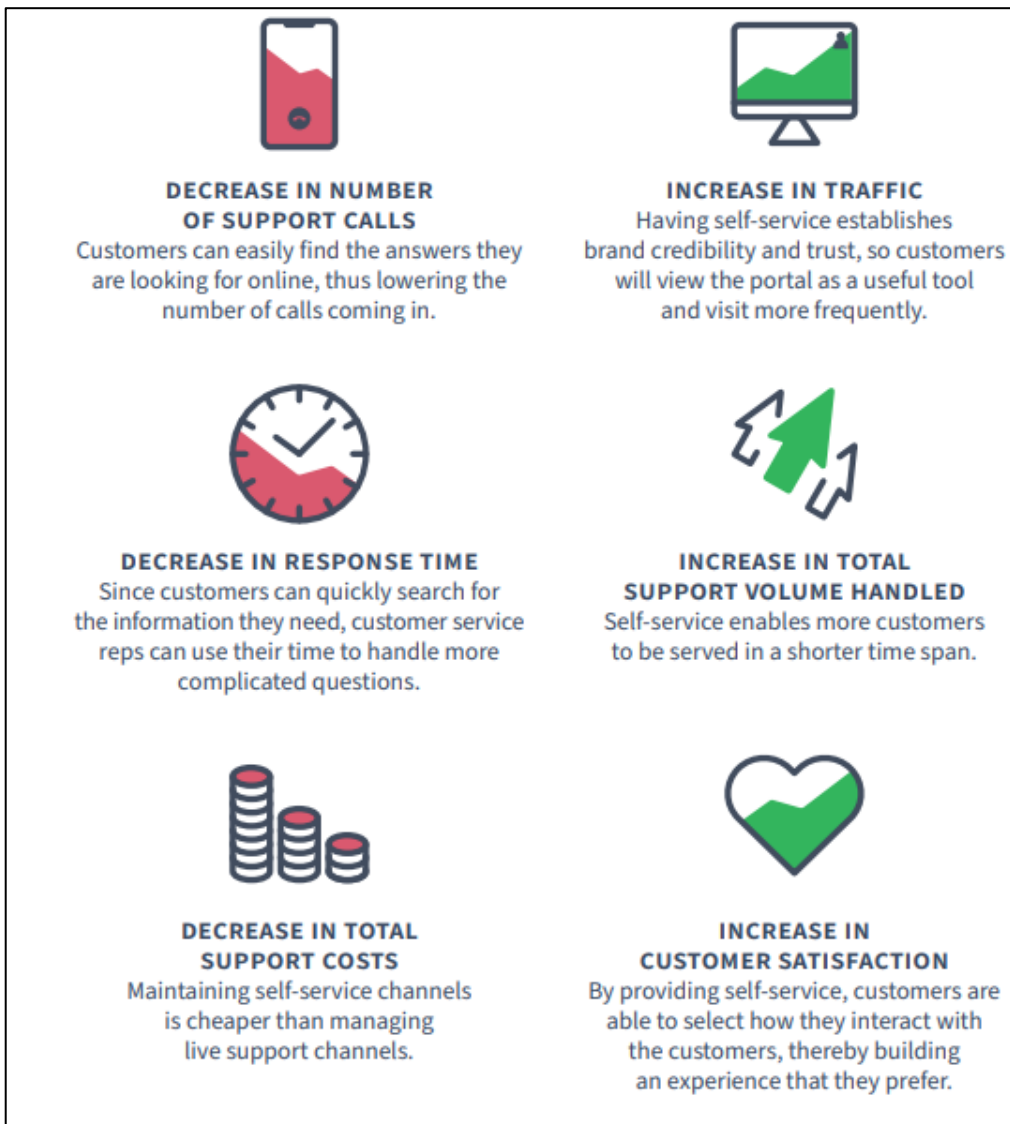 DECREASE IN NUMBER
OF SUPPORT CALLS
Customers can easily find the answers they
are looking for online, thus lowering the
number of calls coming in.
INCREASE IN TRAFFIC
Having self-service establishes
brand credibility and trust, so customers
will view the portal as a useful tool
and visit more frequently.
DECREASE IN RESPONSE TIME
Since customers can quickly search for
the information they need, customer service
reps can use their time to handle more
complicated questions.
INCREASE IN TOTAL
SUPPORT VOLUME HANDLED
Self-service enables more customers
to be served in a shorter time span.
DECREASE IN TOTAL
SUPPORT COSTS
Maintaining self-service channels
is cheaper than managing
live support channels.
INCREASE IN
CUSTOMER SATISFACTION
By providing self-service, customers are
able to select how they interact with
the customers, thereby building
an experience that they prefer.